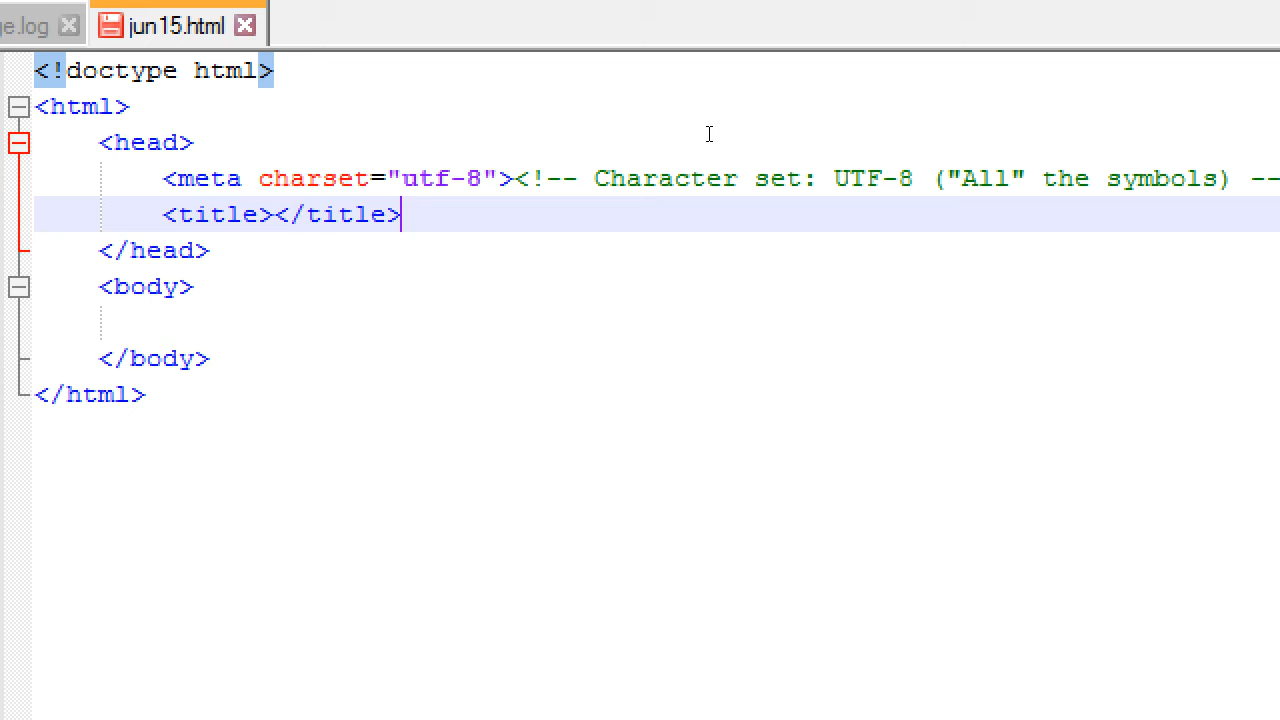 ge.log jun15.html
<!doctype html>
<html>
<head>
<meta charset="utf-8"><!-- Character set: UTF-8 ("All" the symbols) --
<title></title>
</head>
<body>
</body>
</html>